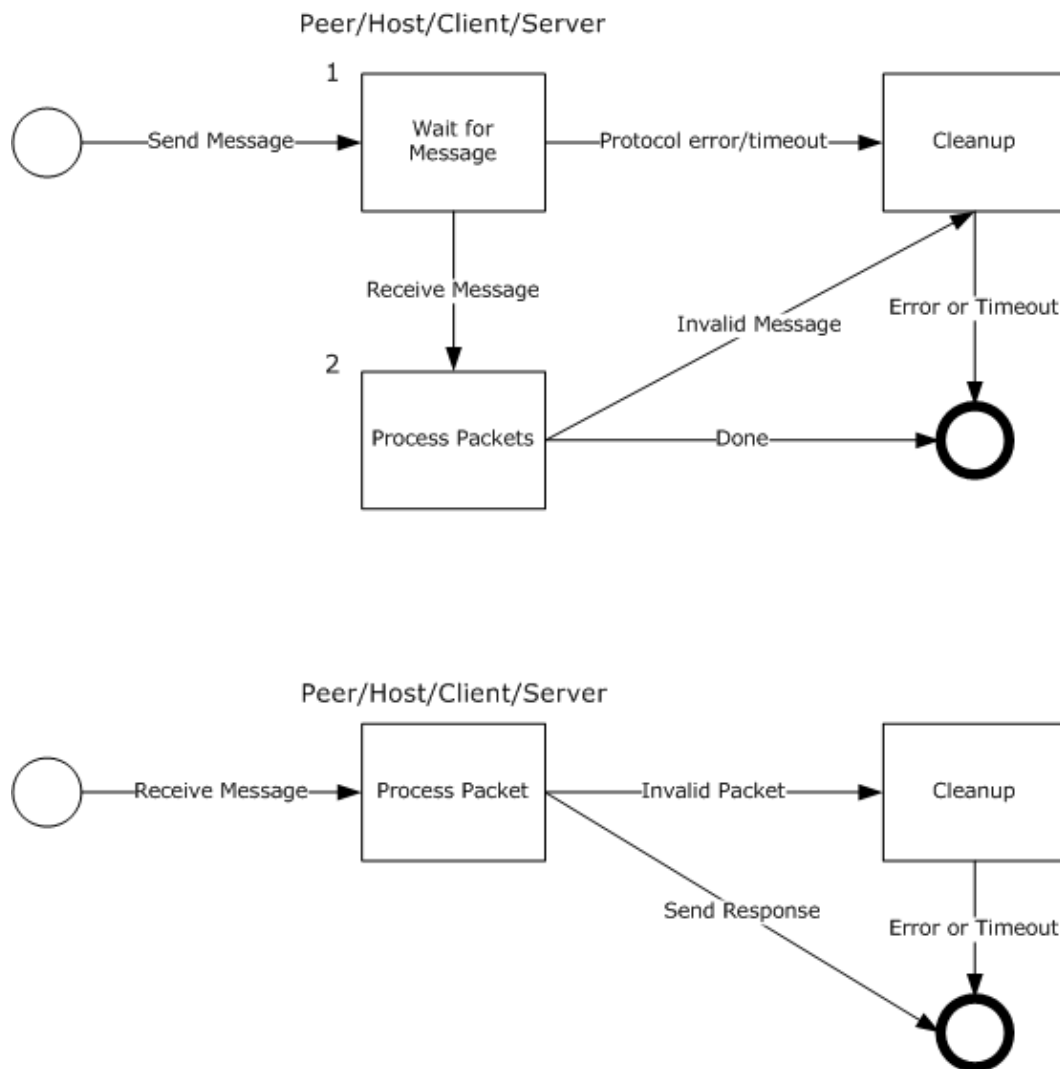 Peer/Host/Client/Server
1
Send Message
Wait for
Message
Protocol error/timeout
Cleanup
Receive Message
Invalid Message
Error or Timeout
2
Process Packets
Done
Peer/Host/Client/Server
Receive Message
Process Packet
Invalid Packet
Cleanup
Send Response
Error or Timeout